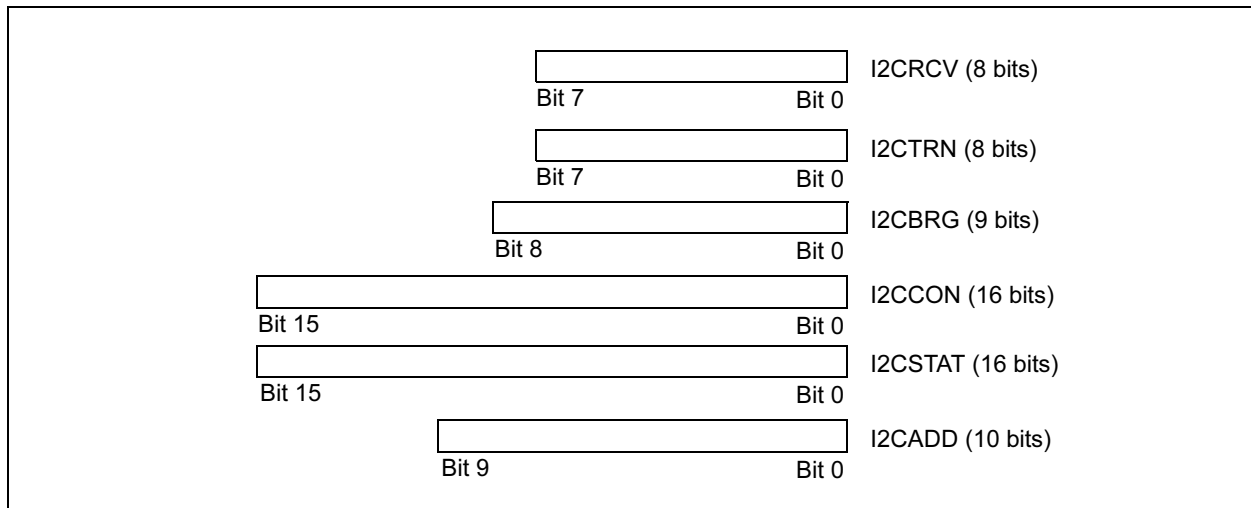 I2CRCV (8 bits)
Bit 7 Bit 0
I2CTRN (8 bits)
Bit 7 Bit 0
I2CBRG (9 bits)
Bit 8 Bit 0
I2CCON (16 bits)
Bit 15 Bit 0
I2CSTAT (16 bits)
Bit 15 Bit 0
I2CADD (10 bits)
Bit 9 Bit 0